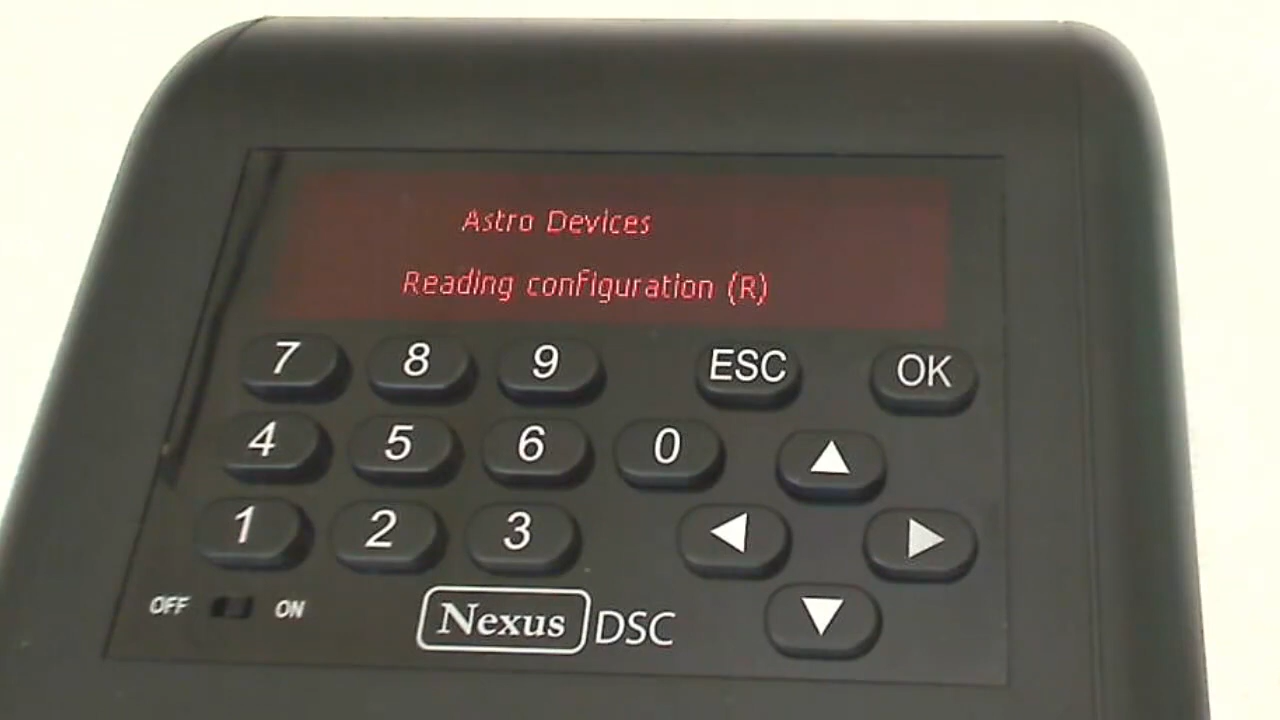 Astro Devices
Reading configuration (R)
7 8 9 ESC OK
4 5 6 0
1 2 3
OFF ON
Nexus DSC